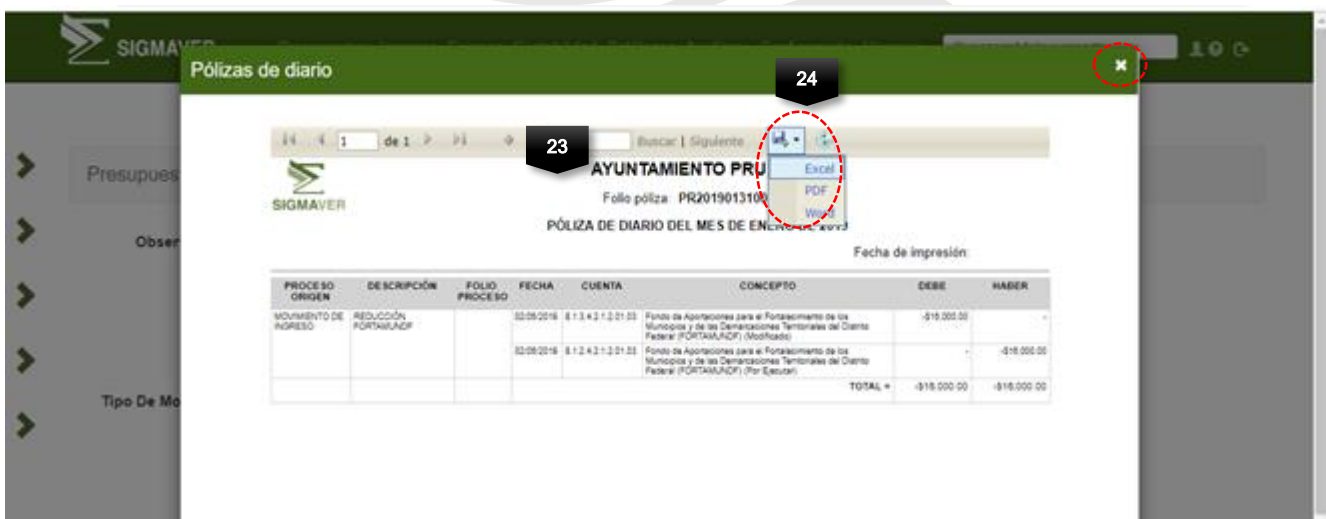 SIGMAVER
Pólizas de diario
24
1 de 1
23
Buscar | Siguiente
SIGMAVER
AYUNTAMIENTO PRU
Excel
PDF
Word
Folio póliza PR20190131
PÓLIZA DE DIARIO DEL MES DE ENERO DE 2019
Fecha de impresión:
Presupues
Obser
Tipo De Mo
PROCESO ORIGEN DESCRIPCIÓN FOLIO PROCESO FECHA CUENTA CONCEPTO DEBE HABER
MOVIMIENTO DE INGRESO REDUCCIÓN FORTAMUNDF Fondo de Aportaciones para el Fortalecimiento de los -$16,000.00 -
Municipios y de las Demarcaciones Territoriales del Distrito
Federal (FORTAMUNDF) (Modificado)
Fondo de Aportaciones para el Fortalecimiento de los - -$16,000.00
Municipios y de las Demarcaciones Territoriales del Distrito
Federal (FORTAMUNDF) (Por Ejecutar)
TOTAL = -$16,000.00 -$16,000.00